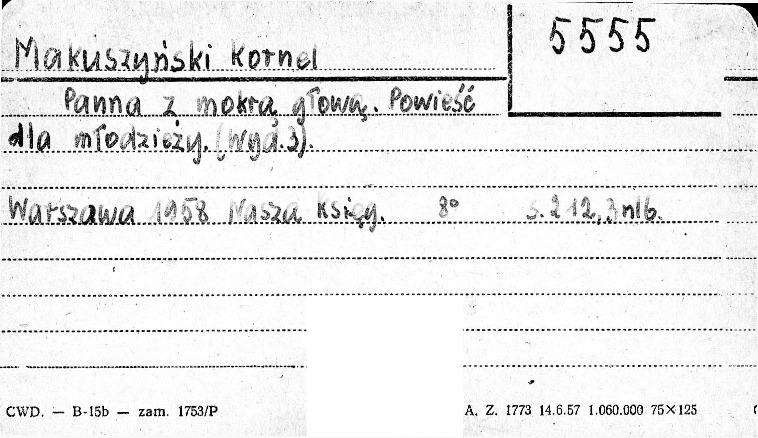 5555
Makuszyński Kornel
Panna z mokrą głową. Powieść
dla młodzieży. (Wyd. 3).
Warszawa 1958 Nasza Księg. 8° s. 212, 3 nlb.
CWD. — B-15b — zam. 1753/P A. Z. 1773 14.6.57 1.060.000 75×125